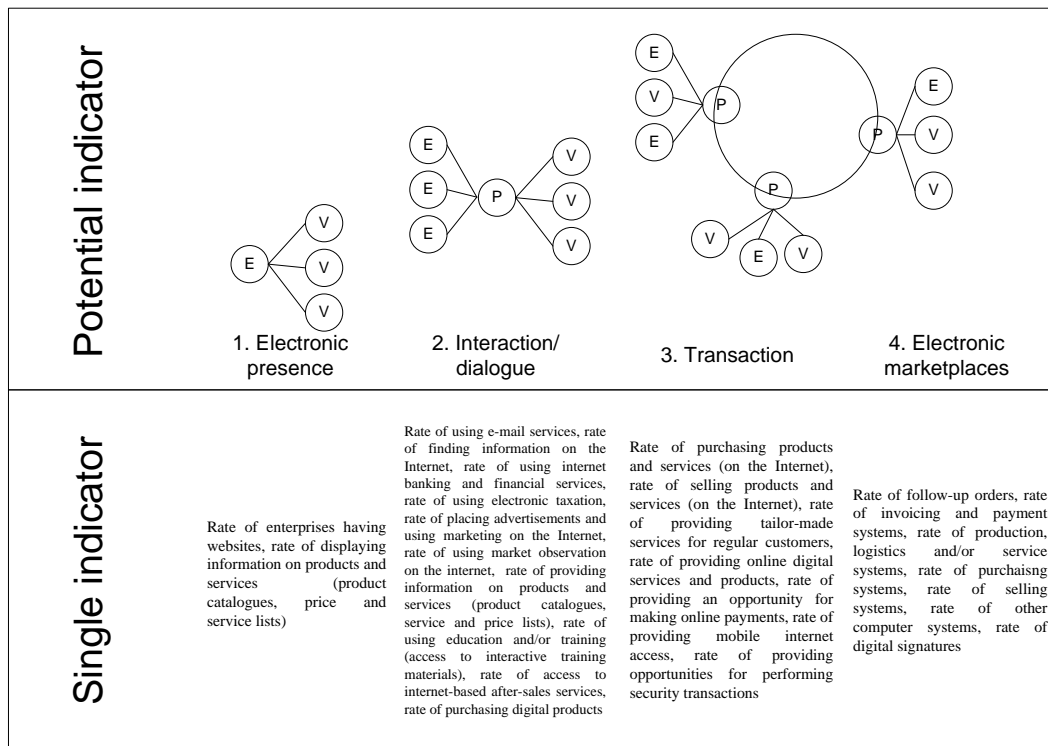 Potential indicator
E
V
V
V
1. Electronic
presence
E
E
E
P
V
V
V
2. Interaction/
dialogue
E
V
E
P
P
V
E
V
3. Transaction
P
E
V
V
4. Electronic
marketplaces
Single indicator
Rate of enterprises having
websites, rate of displaying
information on products and
services (product
catalogues, price and
service lists)
Rate of using e-mail services, rate
of finding information on the
Internet, rate of using internet
banking and financial services,
rate of using electronic taxation,
rate of placing advertisements and
using marketing on the Internet,
rate of using market observation
on the internet, rate of providing
information on products and
services (product catalogues,
service and price lists), rate of
using education and/or training
(access to interactive training
materials), rate of access to
internet-based after-sales services,
rate of purchasing digital products
Rate of purchasing products
and services (on the Internet),
rate of selling products and
services (on the Internet), rate
of providing tailor-made
services for regular customers,
rate of providing online digital
services and products, rate of
providing an opportunity for
making online payments, rate of
providing mobile internet
access, rate of providing
opportunities for performing
security transactions
Rate of follow-up orders, rate
of invoicing and payment
systems, rate of production,
logistics and/or service
systems, rate of purchaisng
systems, rate of selling
systems, rate of other
computer systems, rate of
digital signatures